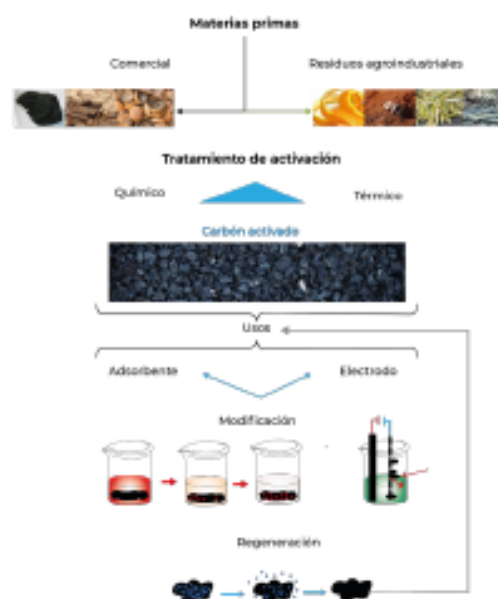 Materias primas
Comercial
Residuos agroindustriales
Tratamiento de activación
Químico
Térmico
Carbón activado
Usos
Adsorbente
Electrodo
Modificación
Regeneración